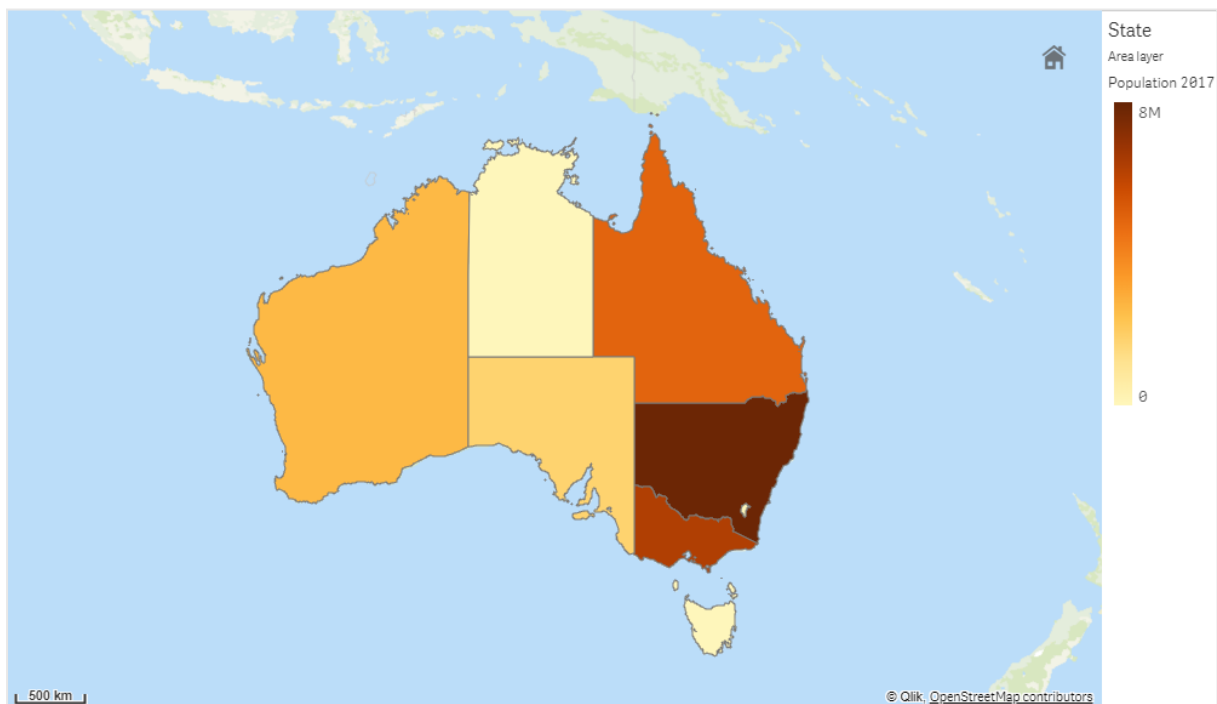 State
Area layer
Population 2017
8M
0
500 km
© Qlik, OpenStreetMap contributors